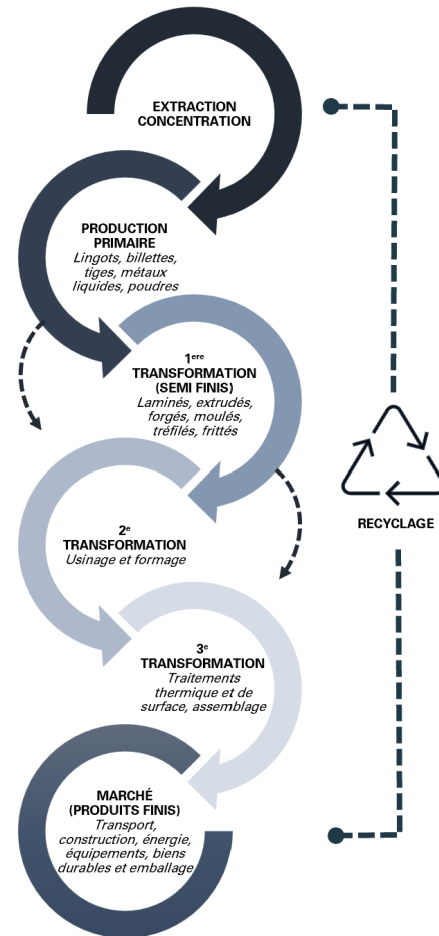 EXTRACTION
CONCENTRATION
PRODUCTION
PRIMAIRE
Lingots, billettes,
tiges, métaux
liquides, poudres
1ere
TRANSFORMATION
(SEMI FINIS)
Laminés, extrudés,
forgés, moulés,
tréfilés, frittés
2e
TRANSFORMATION
Usinage et formage
RECYCLAGE
3e
TRANSFORMATION
Traitements
thermique et de
surface, assemblage
MARCHÉ
(PRODUITS FINIS)
Transport,
construction, énergie,
équipements, biens
durables et emballage